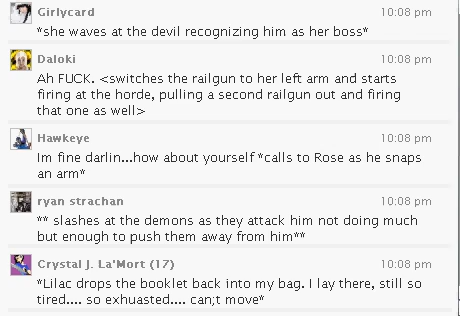 Girlycard 10:08 pm
*she waves at the devil recognizing him as her boss*
Daloki 10:08 pm
Ah FUCK. <switches the railgun to her left arm and starts
firing at the horde, pulling a second railgun out and firing
that one as well>
Hawkeye 10:08 pm
Im fine darlin...how about yourself *calls to Rose as he snaps
an arm*
ryan strachan 10:08 pm
** slashes at the demons as they attack him not doing much
but enough to push them away from him**
Crystal J. La'Mort (17) 10:08 pm
*Lilac drops the booklet back into my bag. I lay there, still so
tired.... so exhuasted.... can;t move*